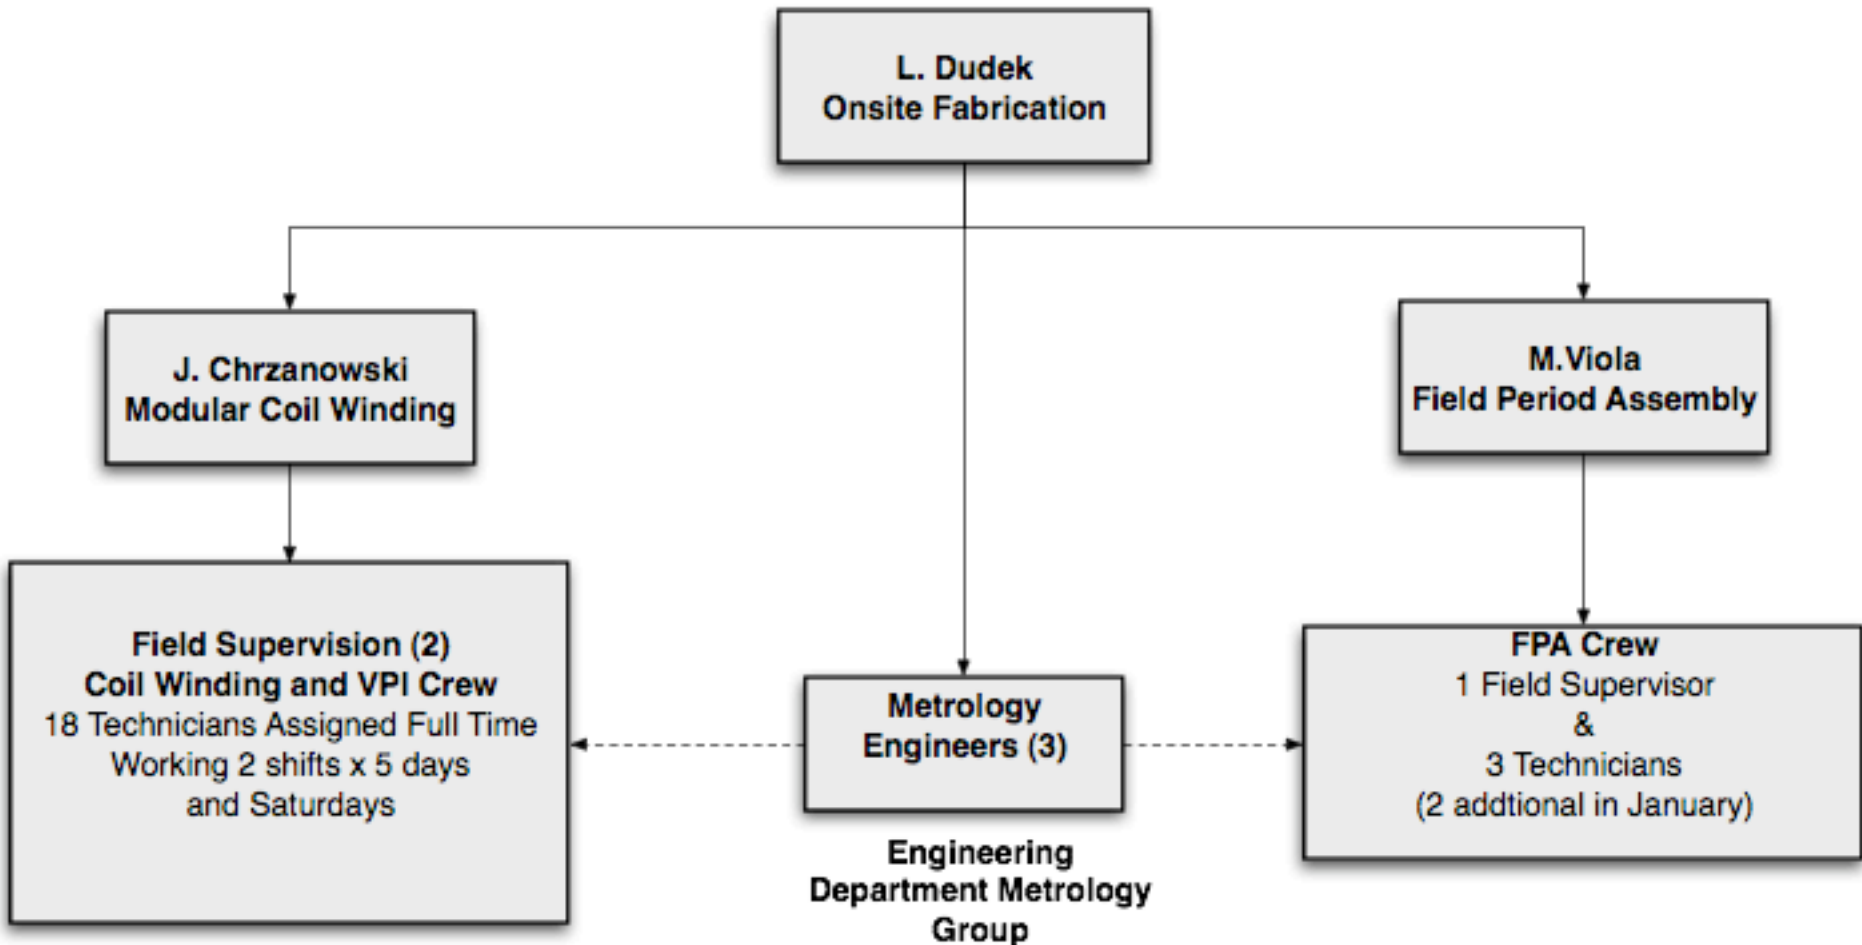 L. Dudek
Onsite Fabrication
J. Chrzanowski
Modular Coil Winding
M.Viola
Field Period Assembly
Field Supervision (2)
Coil Winding and VPI Crew
18 Technicians Assigned Full Time
Working 2 shifts x 5 days
and Saturdays
Metrology
Engineers (3)
Engineering
Department Metrology
Group
FPA Crew
1 Field Supervisor
&
3 Technicians
(2 addtional in January)